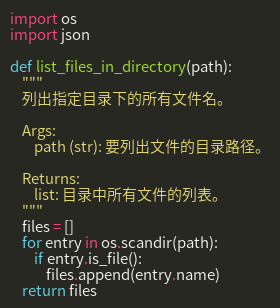 import os
import json

def list_files_in_directory(path):
    """
    列出指定目录下的所有文件名。

    Args:
        path (str): 要列出文件的目录路径。

    Returns:
        list: 目录中所有文件的列表。
    """
    files = []
    for entry in os.scandir(path):
        if entry.is_file():
            files.append(entry.name)
    return files